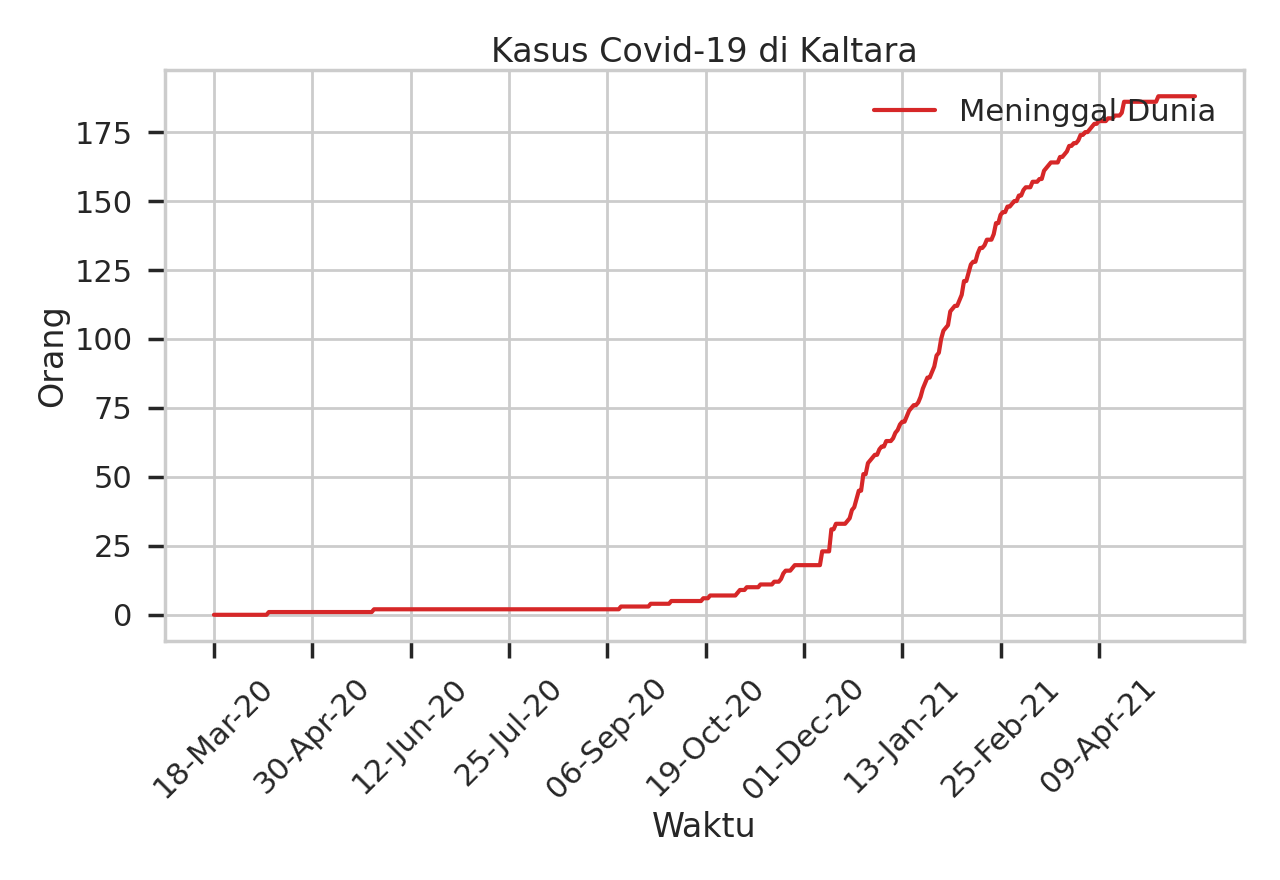 Kasus Covid-19 di Kaltara
Meninggal Dunia
Orang
175
150
125
100
75
50
25
0
18-Mar-20
30-Apr-20
12-Jun-20
25-Jul-20
06-Sep-20
19-Oct-20
01-Dec-20
13-Jan-21
25-Feb-21
09-Apr-21
Waktu